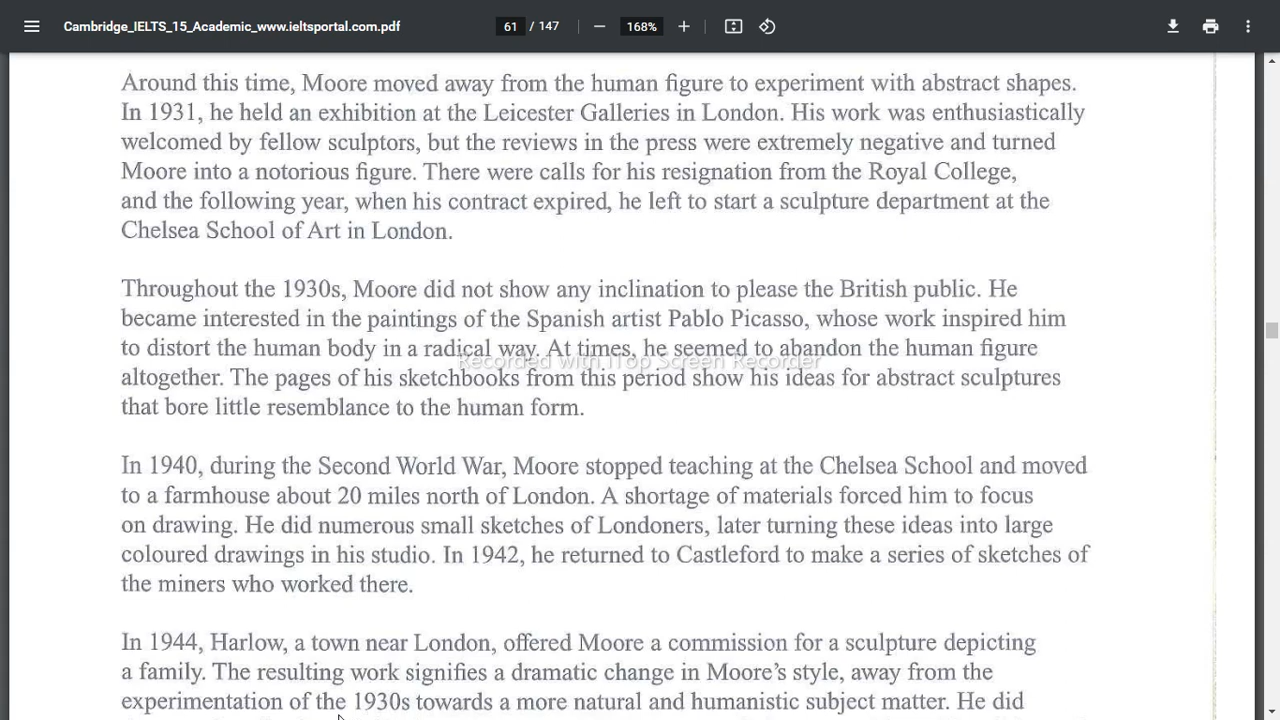 Cambridge_IELTS_15_Academic_www.ieltsportal.com.pdf
61 / 147
168%
Around this time, Moore moved away from the human figure to experiment with abstract shapes.
In 1931, he held an exhibition at the Leicester Galleries in London. His work was enthusiastically
welcomed by fellow sculptors, but the reviews in the press were extremely negative and turned
Moore into a notorious figure. There were calls for his resignation from the Royal College,
and the following year, when his contract expired, he left to start a sculpture department at the
Chelsea School of Art in London.
Throughout the 1930s, Moore did not show any inclination to please the British public. He
became interested in the paintings of the Spanish artist Pablo Picasso, whose work inspired him
to distort the human body in a radical way. At times, he seemed to abandon the human figure
Recorded with iTop Screen Recorder
altogether. The pages of his sketchbooks from this period show his ideas for abstract sculptures
that bore little resemblance to the human form.
In 1940, during the Second World War, Moore stopped teaching at the Chelsea School and moved
to a farmhouse about 20 miles north of London. A shortage of materials forced him to focus
on drawing. He did numerous small sketches of Londoners, later turning these ideas into large
coloured drawings in his studio. In 1942, he returned to Castleford to make a series of sketches of
the miners who worked there.
In 1944, Harlow, a town near London, offered Moore a commission for a sculpture depicting
a family. The resulting work signifies a dramatic change in Moore's style, away from the
experimentation of the 1930s towards a more natural and humanistic subject matter. He did